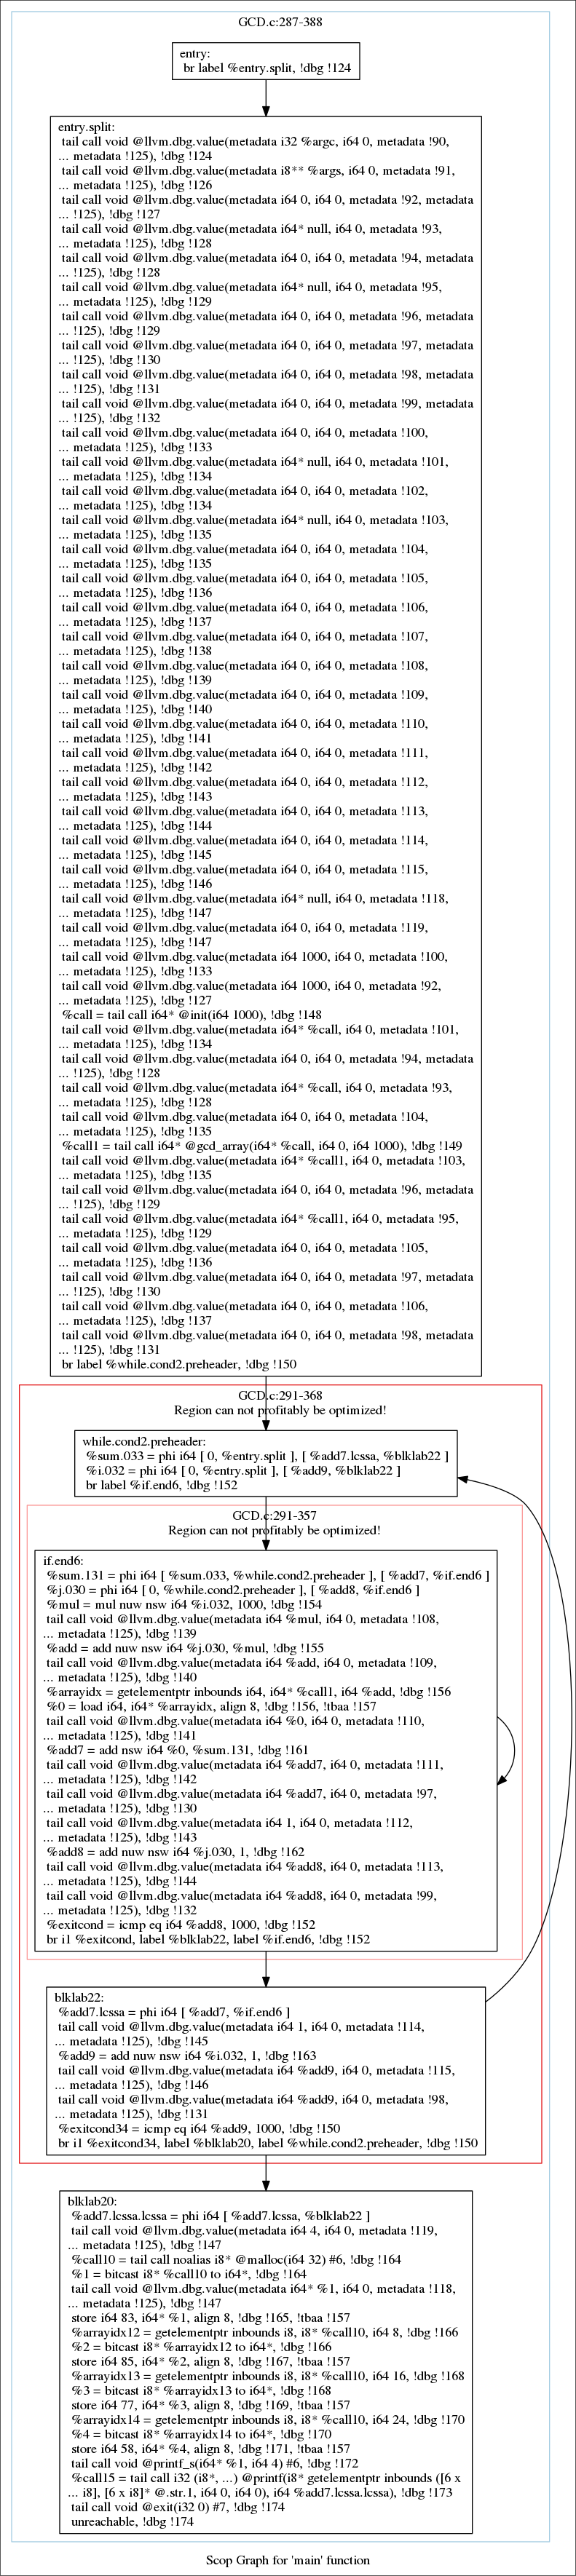 GCD.c:287-388
entry:
br label %entry.split, !dbg !124
entry.split:
tail call void @llvm.dbg.value(metadata i32 %argc, i64 0, metadata !90,
... metadata !125), !dbg !124
tail call void @llvm.dbg.value(metadata i8** %args, i64 0, metadata !91,
... metadata !125), !dbg !126
tail call void @llvm.dbg.value(metadata i64 0, i64 0, metadata !92, metadata
... !125), !dbg !127
tail call void @llvm.dbg.value(metadata i64* null, i64 0, metadata !93,
... metadata !125), !dbg !128
tail call void @llvm.dbg.value(metadata i64 0, i64 0, metadata !94, metadata
... !125), !dbg !128
tail call void @llvm.dbg.value(metadata i64* null, i64 0, metadata !95,
... metadata !125), !dbg !129
tail call void @llvm.dbg.value(metadata i64 0, i64 0, metadata !96, metadata
... !125), !dbg !129
tail call void @llvm.dbg.value(metadata i64 0, i64 0, metadata !97, metadata
... !125), !dbg !130
tail call void @llvm.dbg.value(metadata i64 0, i64 0, metadata !98, metadata
... !125), !dbg !131
tail call void @llvm.dbg.value(metadata i64 0, i64 0, metadata !99, metadata
... !125), !dbg !132
tail call void @llvm.dbg.value(metadata i64 0, i64 0, metadata !100,
... metadata !125), !dbg !133
tail call void @llvm.dbg.value(metadata i64* null, i64 0, metadata !101,
... metadata !125), !dbg !134
tail call void @llvm.dbg.value(metadata i64 0, i64 0, metadata !102,
... metadata !125), !dbg !134
tail call void @llvm.dbg.value(metadata i64* null, i64 0, metadata !103,
... metadata !125), !dbg !135
tail call void @llvm.dbg.value(metadata i64 0, i64 0, metadata !104,
... metadata !125), !dbg !135
tail call void @llvm.dbg.value(metadata i64 0, i64 0, metadata !105,
... metadata !125), !dbg !136
tail call void @llvm.dbg.value(metadata i64 0, i64 0, metadata !106,
... metadata !125), !dbg !137
tail call void @llvm.dbg.value(metadata i64 0, i64 0, metadata !107,
... metadata !125), !dbg !138
tail call void @llvm.dbg.value(metadata i64 0, i64 0, metadata !108,
... metadata !125), !dbg !139
tail call void @llvm.dbg.value(metadata i64 0, i64 0, metadata !109,
... metadata !125), !dbg !140
tail call void @llvm.dbg.value(metadata i64 0, i64 0, metadata !110,
... metadata !125), !dbg !141
tail call void @llvm.dbg.value(metadata i64 0, i64 0, metadata !111,
... metadata !125), !dbg !142
tail call void @llvm.dbg.value(metadata i64 0, i64 0, metadata !112,
... metadata !125), !dbg !143
tail call void @llvm.dbg.value(metadata i64 0, i64 0, metadata !113,
... metadata !125), !dbg !144
tail call void @llvm.dbg.value(metadata i64 0, i64 0, metadata !114,
... metadata !125), !dbg !145
tail call void @llvm.dbg.value(metadata i64 0, i64 0, metadata !115,
... metadata !125), !dbg !146
tail call void @llvm.dbg.value(metadata i64* null, i64 0, metadata !118,
... metadata !125), !dbg !147
tail call void @llvm.dbg.value(metadata i64 0, i64 0, metadata !119,
... metadata !125), !dbg !147
tail call void @llvm.dbg.value(metadata i64 1000, i64 0, metadata !100,
... metadata !125), !dbg !133
tail call void @llvm.dbg.value(metadata i64 1000, i64 0, metadata !92,
... metadata !125), !dbg !127
%call = tail call i64* @init(i64 1000), !dbg !148
tail call void @llvm.dbg.value(metadata i64* %call, i64 0, metadata !101,
... metadata !125), !dbg !134
tail call void @llvm.dbg.value(metadata i64 0, i64 0, metadata !94, metadata
... !125), !dbg !128
tail call void @llvm.dbg.value(metadata i64* %call, i64 0, metadata !93,
... metadata !125), !dbg !128
tail call void @llvm.dbg.value(metadata i64 0, i64 0, metadata !104,
... metadata !125), !dbg !135
%call1 = tail call i64* @gcd_array(i64* %call, i64 0, i64 1000), !dbg !149
tail call void @llvm.dbg.value(metadata i64* %call1, i64 0, metadata !103,
... metadata !125), !dbg !135
tail call void @llvm.dbg.value(metadata i64 0, i64 0, metadata !96, metadata
... !125), !dbg !129
tail call void @llvm.dbg.value(metadata i64* %call1, i64 0, metadata !95,
... metadata !125), !dbg !129
tail call void @llvm.dbg.value(metadata i64 0, i64 0, metadata !105,
... metadata !125), !dbg !136
tail call void @llvm.dbg.value(metadata i64 0, i64 0, metadata !97, metadata
... !125), !dbg !130
tail call void @llvm.dbg.value(metadata i64 0, i64 0, metadata !106,
... metadata !125), !dbg !137
tail call void @llvm.dbg.value(metadata i64 0, i64 0, metadata !98, metadata
... !125), !dbg !131
br label %while.cond2.preheader, !dbg !150
GCD.c:291-368
Region can not profitably be optimized!
while.cond2.preheader:
%sum.033 = phi i64 [ 0, %entry.split ], [ %add7.lcssa, %blklab22 ]
%i.032 = phi i64 [ 0, %entry.split ], [ %add9, %blklab22 ]
br label %if.end6, !dbg !152
GCD.c:291-357
Region can not profitably be optimized!
if.end6:
%sum.131 = phi i64 [ %sum.033, %while.cond2.preheader ], [ %add7, %if.end6 ]
%j.030 = phi i64 [ 0, %while.cond2.preheader ], [ %add8, %if.end6 ]
%mul = mul nuw nsw i64 %i.032, 1000, !dbg !154
tail call void @llvm.dbg.value(metadata i64 %mul, i64 0, metadata !108,
... metadata !125), !dbg !139
%add = add nuw nsw i64 %j.030, %mul, !dbg !155
tail call void @llvm.dbg.value(metadata i64 %add, i64 0, metadata !109,
... metadata !125), !dbg !140
%arrayidx = getelementptr inbounds i64, i64* %call1, i64 %add, !dbg !156
%0 = load i64, i64* %arrayidx, align 8, !dbg !156, !tbaa !157
tail call void @llvm.dbg.value(metadata i64 %0, i64 0, metadata !110,
... metadata !125), !dbg !141
%add7 = add nsw i64 %0, %sum.131, !dbg !161
tail call void @llvm.dbg.value(metadata i64 %add7, i64 0, metadata !111,
... metadata !125), !dbg !142
tail call void @llvm.dbg.value(metadata i64 %add7, i64 0, metadata !97,
... metadata !125), !dbg !130
tail call void @llvm.dbg.value(metadata i64 1, i64 0, metadata !112,
... metadata !125), !dbg !143
%add8 = add nuw nsw i64 %j.030, 1, !dbg !162
tail call void @llvm.dbg.value(metadata i64 %add8, i64 0, metadata !113,
... metadata !125), !dbg !144
tail call void @llvm.dbg.value(metadata i64 %add8, i64 0, metadata !99,
... metadata !125), !dbg !132
%exitcond = icmp eq i64 %add8, 1000, !dbg !152
br i1 %exitcond, label %blklab22, label %if.end6, !dbg !152
blklab22:
%add7.lcssa = phi i64 [ %add7, %if.end6 ]
tail call void @llvm.dbg.value(metadata i64 1, i64 0, metadata !114,
... metadata !125), !dbg !145
%add9 = add nuw nsw i64 %i.032, 1, !dbg !163
tail call void @llvm.dbg.value(metadata i64 %add9, i64 0, metadata !115,
... metadata !125), !dbg !146
tail call void @llvm.dbg.value(metadata i64 %add9, i64 0, metadata !98,
... metadata !125), !dbg !131
%exitcond34 = icmp eq i64 %add9, 1000, !dbg !150
br i1 %exitcond34, label %blklab20, label %while.cond2.preheader, !dbg !150
blklab20:
%add7.lcssa.lcssa = phi i64 [ %add7.lcssa, %blklab22 ]
tail call void @llvm.dbg.value(metadata i64 4, i64 0, metadata !119,
... metadata !125), !dbg !147
%call10 = tail call noalias i8* @malloc(i64 32) #6, !dbg !164
%1 = bitcast i8* %call10 to i64*, !dbg !164
tail call void @llvm.dbg.value(metadata i64* %1, i64 0, metadata !118,
... metadata !125), !dbg !147
store i64 83, i64* %1, align 8, !dbg !165, !tbaa !157
%arrayidx12 = getelementptr inbounds i8, i8* %call10, i64 8, !dbg !166
%2 = bitcast i8* %arrayidx12 to i64*, !dbg !166
store i64 85, i64* %2, align 8, !dbg !167, !tbaa !157
%arrayidx13 = getelementptr inbounds i8, i8* %call10, i64 16, !dbg !168
%3 = bitcast i8* %arrayidx13 to i64*, !dbg !168
store i64 77, i64* %3, align 8, !dbg !169, !tbaa !157
%arrayidx14 = getelementptr inbounds i8, i8* %call10, i64 24, !dbg !170
%4 = bitcast i8* %arrayidx14 to i64*, !dbg !170
store i64 58, i64* %4, align 8, !dbg !171, !tbaa !157
tail call void @printf_s(i64* %1, i64 4) #6, !dbg !172
%call15 = tail call i32 (i8*, ...) @printf(i8* getelementptr inbounds ([6 x
... i8], [6 x i8]* @.str.1, i64 0, i64 0), i64 %add7.lcssa.lcssa), !dbg !173
tail call void @exit(i32 0) #7, !dbg !174
unreachable, !dbg !174
Scop Graph for 'main' function